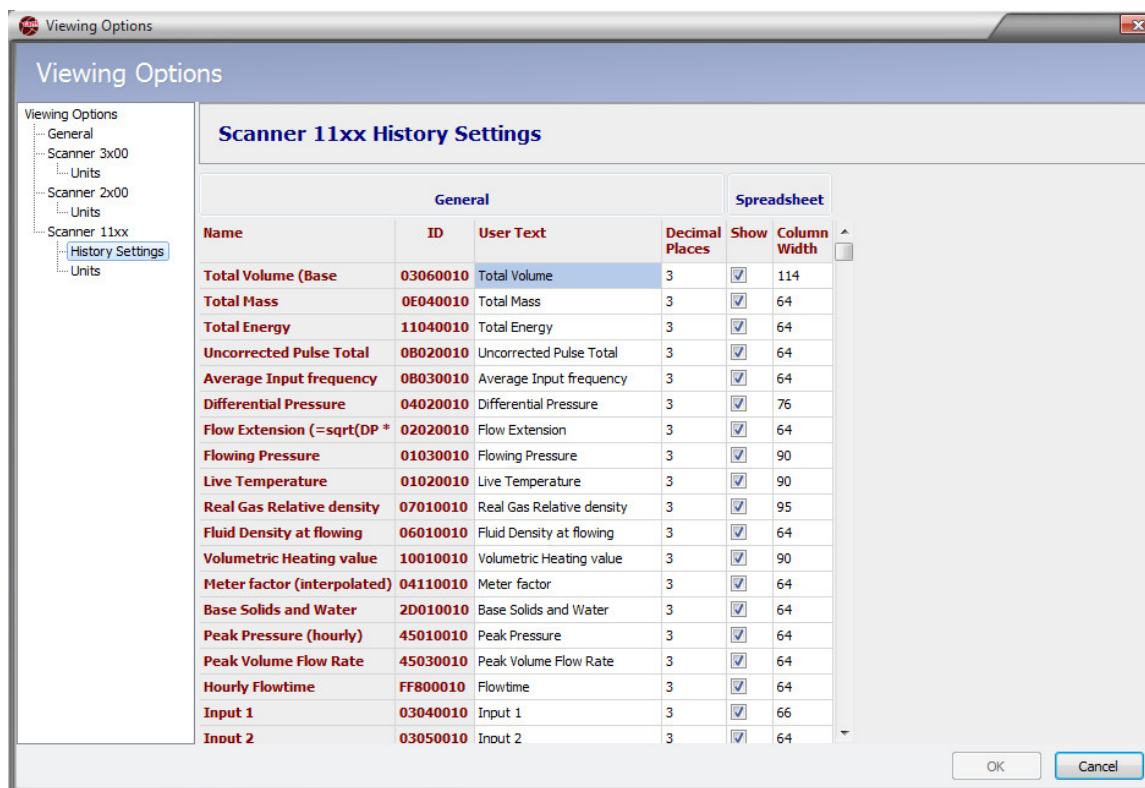 Viewing Options
Viewing Options
Viewing Options
General
Scanner 3x00
Units
Scanner 2x00
Units
Scanner 11xx
History Settings
Units
Scanner 11xx History Settings
General Spreadsheet
Name ID User Text Decimal Places Show Column Width
Total Volume (Base 03060010 Total Volume 3 114
Total Mass 0E040010 Total Mass 3 64
Total Energy 11040010 Total Energy 3 64
Uncorrected Pulse Total 0B020010 Uncorrected Pulse Total 3 64
Average Input frequency 0B030010 Average Input frequency 3 64
Differential Pressure 04020010 Differential Pressure 3 76
Flow Extension (=sqrt(DP * 02020010 Flow Extension 3 64
Flowing Pressure 01030010 Flowing Pressure 3 90
Live Temperature 01020010 Live Temperature 3 90
Real Gas Relative density 07010010 Real Gas Relative density 3 95
Fluid Density at flowing 06010010 Fluid Density at flowing 3 64
Volumetric Heating value 10010010 Volumetric Heating value 3 90
Meter factor (interpolated) 04110010 Meter factor 3 64
Base Solids and Water 2D010010 Base Solids and Water 3 64
Peak Pressure (hourly) 45010010 Peak Pressure 3 64
Peak Volume Flow Rate 45030010 Peak Volume Flow Rate 3 64
Hourly Flowtime FF800010 Flowtime 3 64
Input 1 03040010 Input 1 3 66
Input 2 03050010 Input 2 3 64
OK Cancel